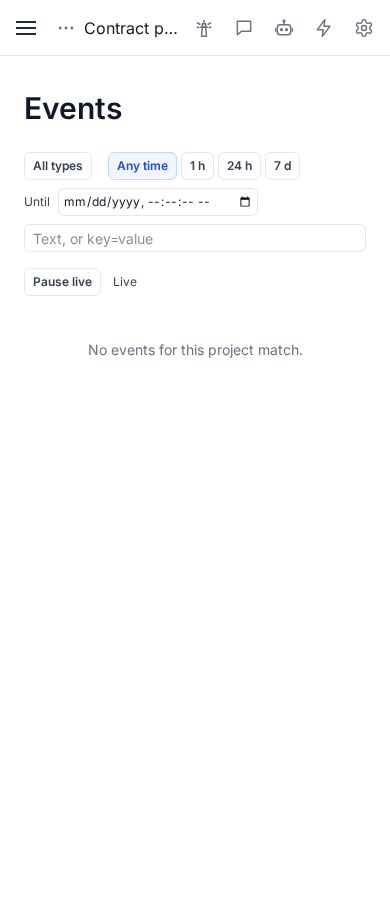 Contract p...
Events
All types Any time 1 h 24 h 7 d
Until mm/dd/yyyy, --:--:-- --
Text, or key=value
Pause live Live
No events for this project match.